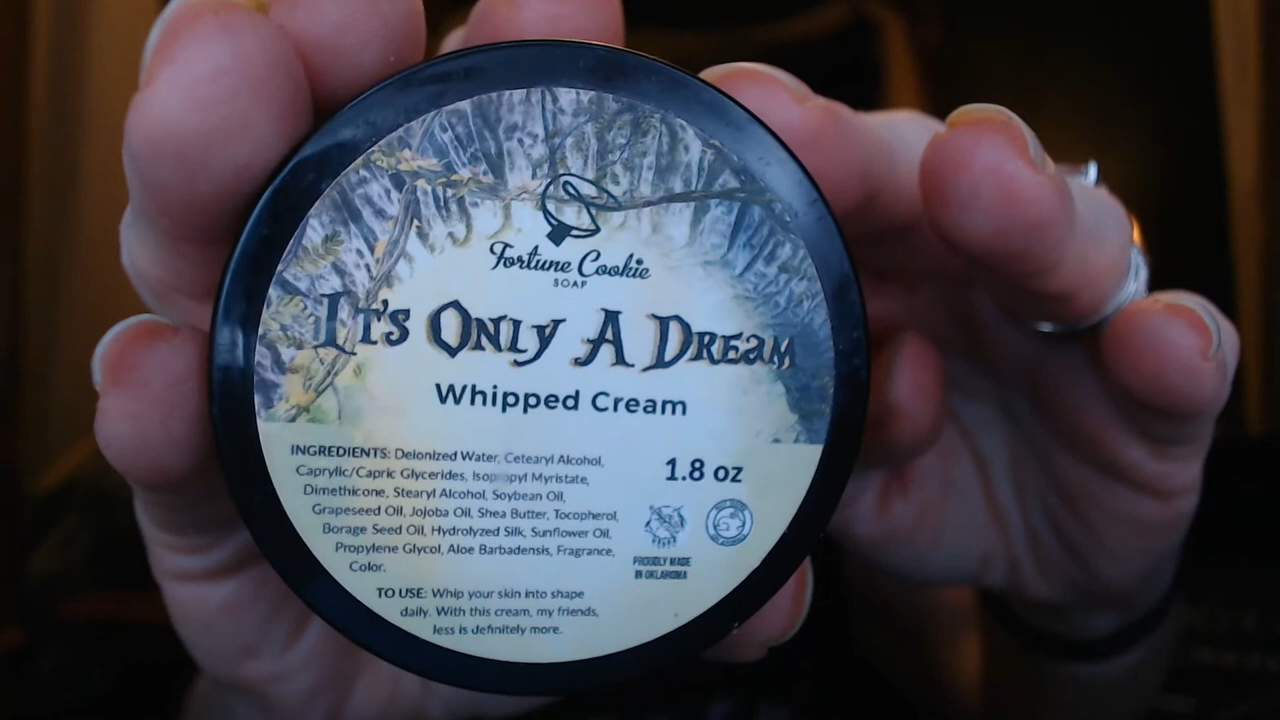 Fortune Cookie
SOAP
IT'S ONLY A DREAM
Whipped Cream
INGREDIENTS: Deionized Water, Cetearyl Alcohol,
Caprylic/Capric Glycerides, Isopropyl Myristate,
Dimethicone, Stearyl Alcohol, Soybean Oil,
Grapeseed Oil, Jojoba Oil, Shea Butter, Tocopherol,
Borage Seed Oil, Hydrolyzed Silk, Sunflower Oil,
Propylene Glycol, Aloe Barbadensis, Fragrance,
Color.
TO USE: Whip your skin into shape
daily. With this cream, my friends,
less is definitely more.
1.8 oz
PROUDLY MADE
IN OKLAHOMA